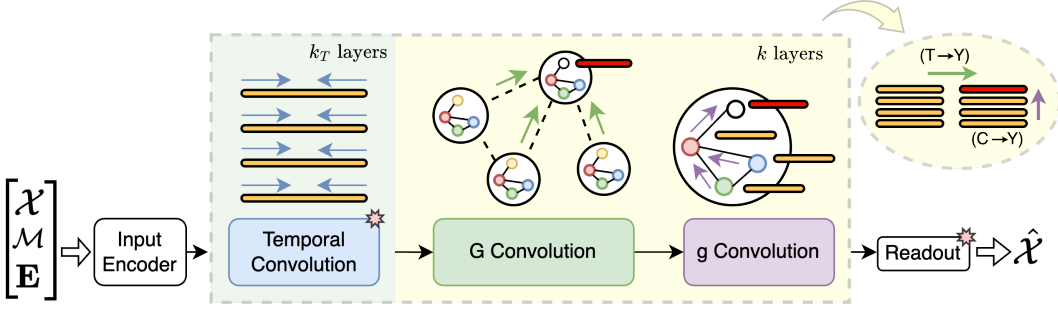 k_T layers
k layers
(T→Y)
(C→Y)
𝒳
ℳ
E
Input
Encoder
Temporal
Convolution
G Convolution
g Convolution
Readout
𝒳̂